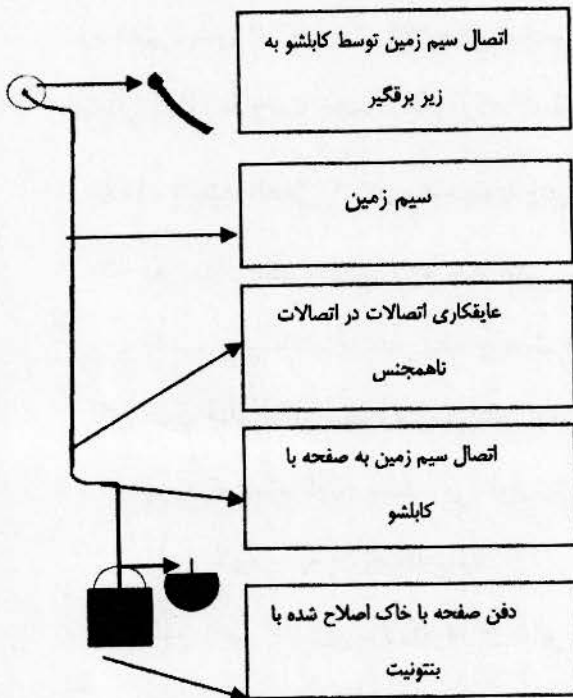 اتصال سیم زمین توسط کابلشو به
زیر برقگیر
سیم زمین
عایقکاری اتصالات در اتصالات
ناهمجنس
اتصال سیم زمین به صفحه با
کابلشو
دفن صفحه با خاک اصلاح شده با
بنتونیت